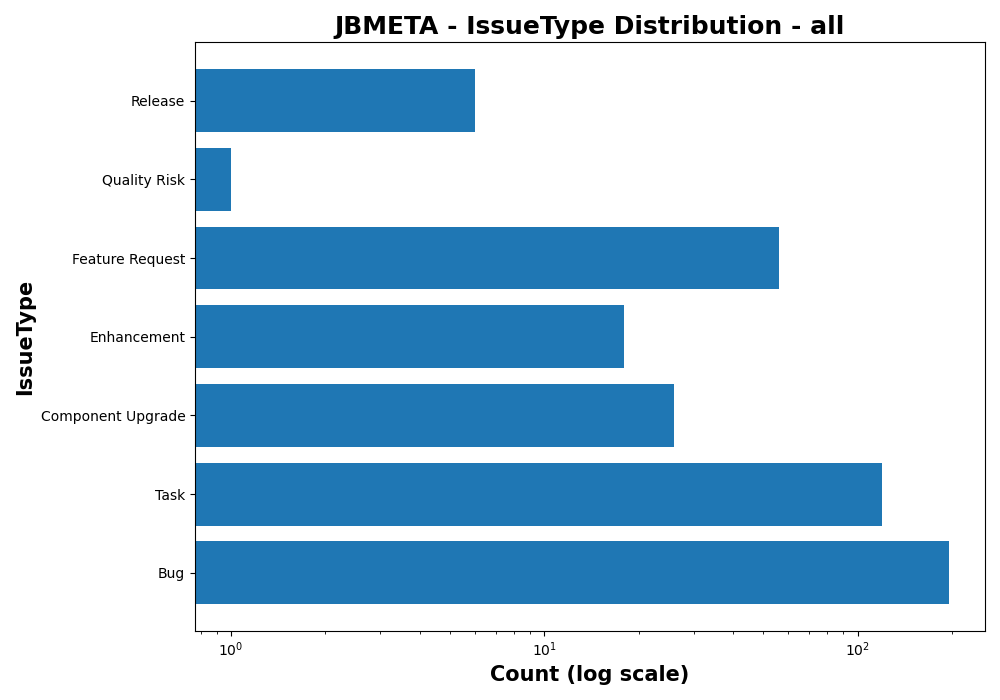 JBMETA - IssueType Distribution - all
Release
Quality Risk
Feature Request
Enhancement
Component Upgrade
Task
Bug
IssueType
10⁰
10¹
10²
Count (log scale)